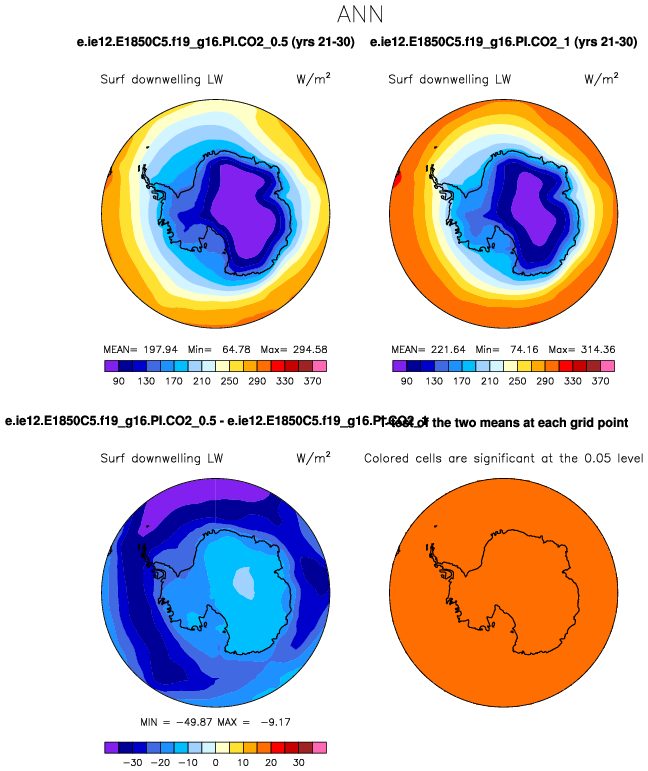 ANN
e.ie12.E1850C5.f19_g16.PI.CO2_0.5 (yrs 21-30)
e.ie12.E1850C5.f19_g16.PI.CO2_1 (yrs 21-30)
Surf downwelling LW W/m²
Surf downwelling LW W/m²
MEAN= 197.94 Min= 64.78 Max= 294.58
90 130 170 210 250 290 330 370
MEAN= 221.64 Min= 74.16 Max= 314.36
90 130 170 210 250 290 330 370
e.ie12.E1850C5.f19_g16.PI.CO2_0.5 - e.ie12.E1850C5.f19_g16.PI.CO2_1
T-test of the two means at each grid point
Surf downwelling LW W/m²
Colored cells are significant at the 0.05 level
MIN = -49.87 MAX = -9.17
-30 -20 -10 0 10 20 30